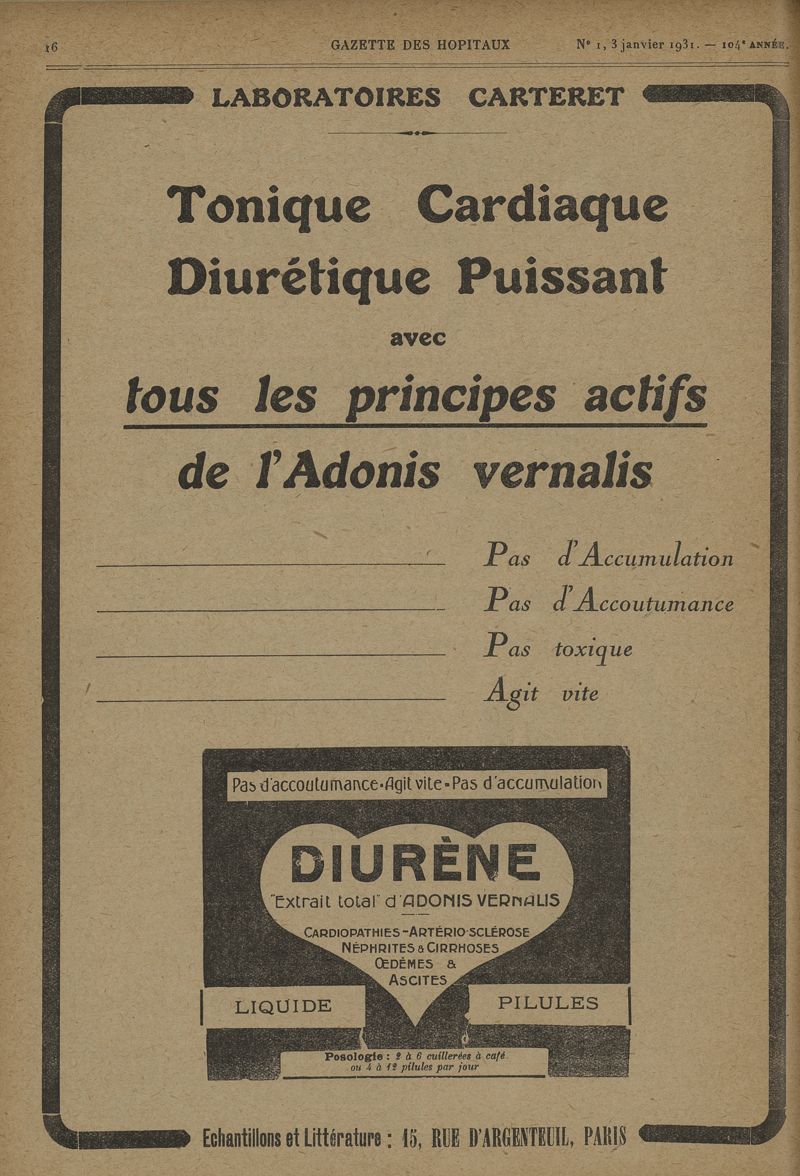 16 GAZETTE DES HOPITAUX N° 1, 3 janvier 1931. — 104e ANNÉE.
LABORATOIRES CARTERET
Tonique Cardiaque
Diurétique Puissant
avec
tous les principes actifs
de l'Adonis vernalis
Pas d'Accumulation
Pas d'Accoutumance
Pas toxique
Agit vite
Pas d'accoutumance-Agit vite-Pas d'accumulation
DIURÈNE
"Extrait total" d'ADONIS VERNALIS
CARDIOPATHIES-ARTÉRIO-SCLÉROSE
NÉPHRITES & CIRRHOSES
ŒDÈMES &
ASCITES
LIQUIDE PILULES
Posologie : 2 à 6 cuillerées à café
ou 4 à 12 pilules par jour
Echantillons et Littérature : 15, RUE D'ARGENTEUIL, PARIS